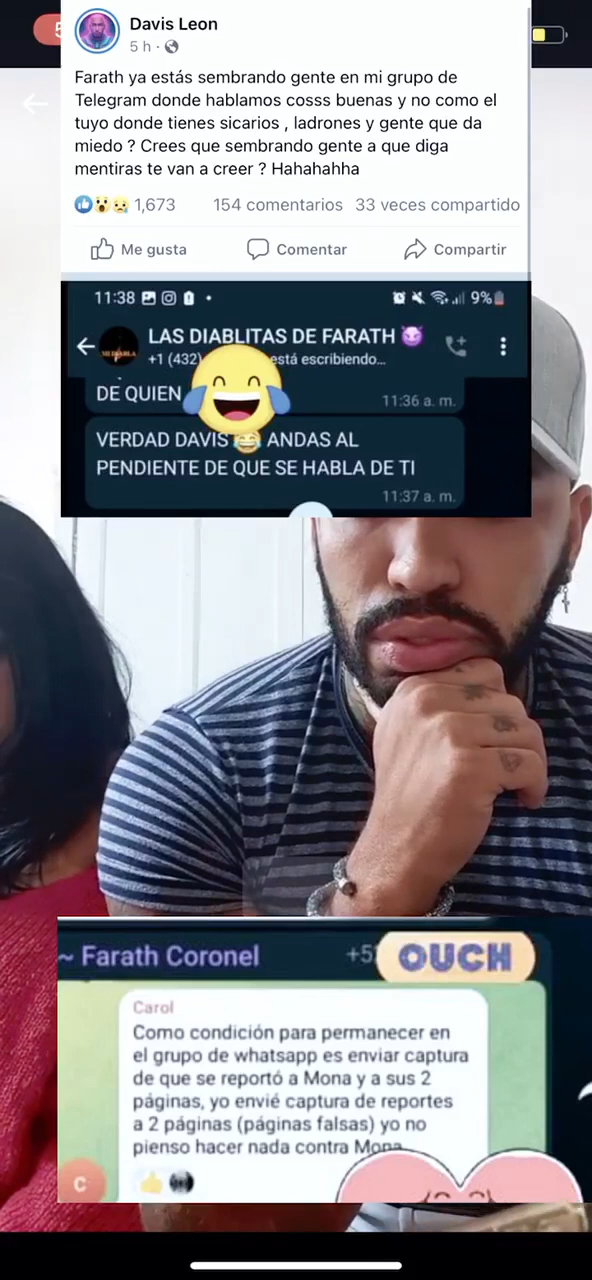 Davis Leon
5 h
Farath ya estás sembrando gente en mi grupo de
Telegram donde hablamos cosss buenas y no como el
tuyo donde tienes sicarios , ladrones y gente que da
miedo ? Crees que sembrando gente a que diga
mentiras te van a creer ? Hahahahha
1,673 154 comentarios 33 veces compartido
Me gusta Comentar Compartir
11:38 9%
LAS DIABLITAS DE FARATH
+1 (432) está escribiendo...
DE QUIEN
11:36 a. m.
VERDAD DAVIS ANDAS AL
PENDIENTE DE QUE SE HABLA DE TI
11:37 a. m.
~ Farath Coronel OUCH
Carol
Como condición para permanecer en
el grupo de whatsapp es enviar captura
de que se reportó a Mona y a sus 2
páginas, yo envié captura de reportes
a 2 páginas (páginas falsas) yo no
pienso hacer nada contra Mona
C